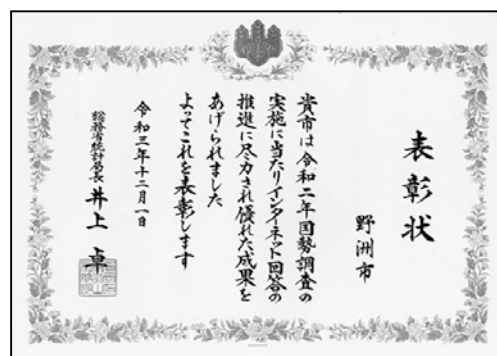 表彰状
野洲市
貴市は令和二年国勢調査の
実施に当たりインターネット回答の
推進に尽力され優れた成果を
あげられました
よってこれを表彰します
令和三年十二月一日
総務省統計局長 井上 卓